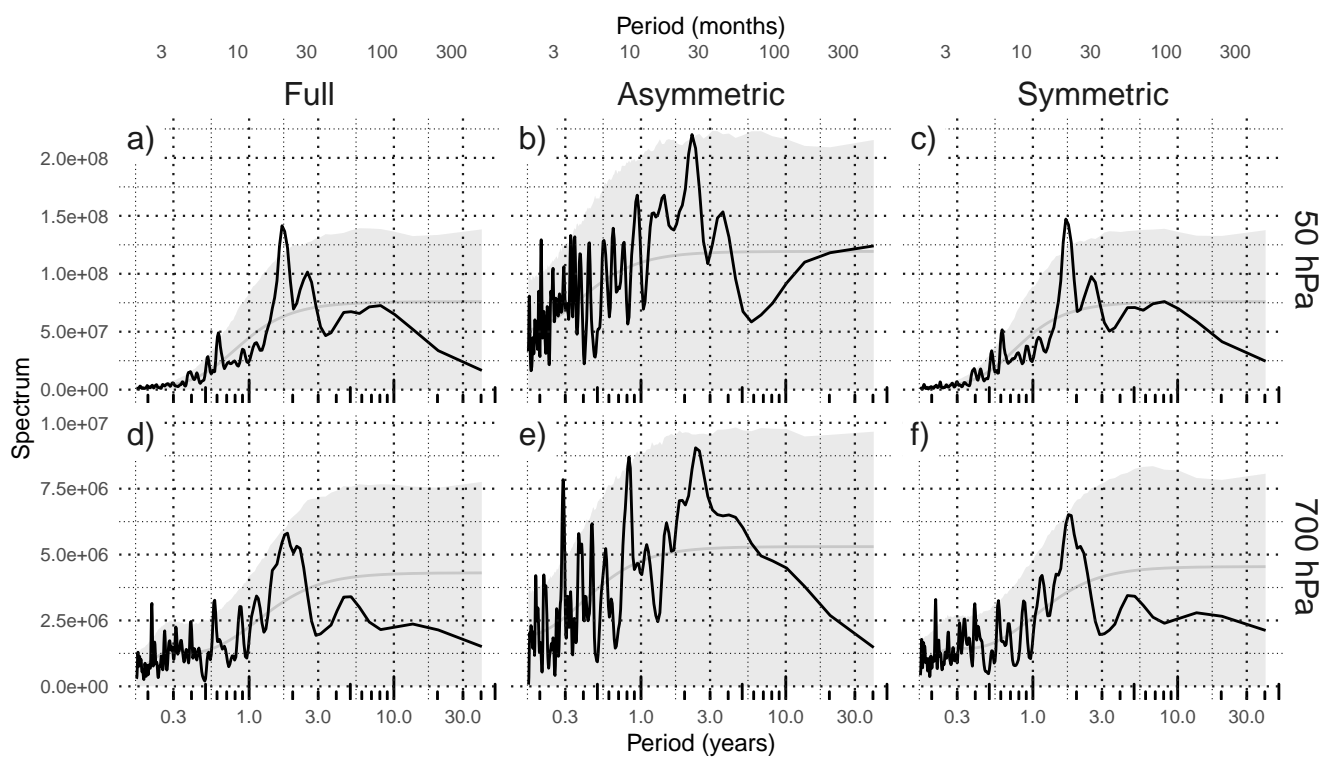 Period (months)
3 10 30 100 300 3 10 30 100 300 3 10 30 100 300
Full Asymmetric Symmetric
a) b) c)
2.0e+08
1.5e+08
1.0e+08
5.0e+07
0.0e+00
50 hPa
Spectrum
d) e) f)
1.0e+07
7.5e+06
5.0e+06
2.5e+06
0.0e+00
700 hPa
0.3 1.0 3.0 10.0 30.0 0.3 1.0 3.0 10.0 30.0 0.3 1.0 3.0 10.0 30.0
Period (years)